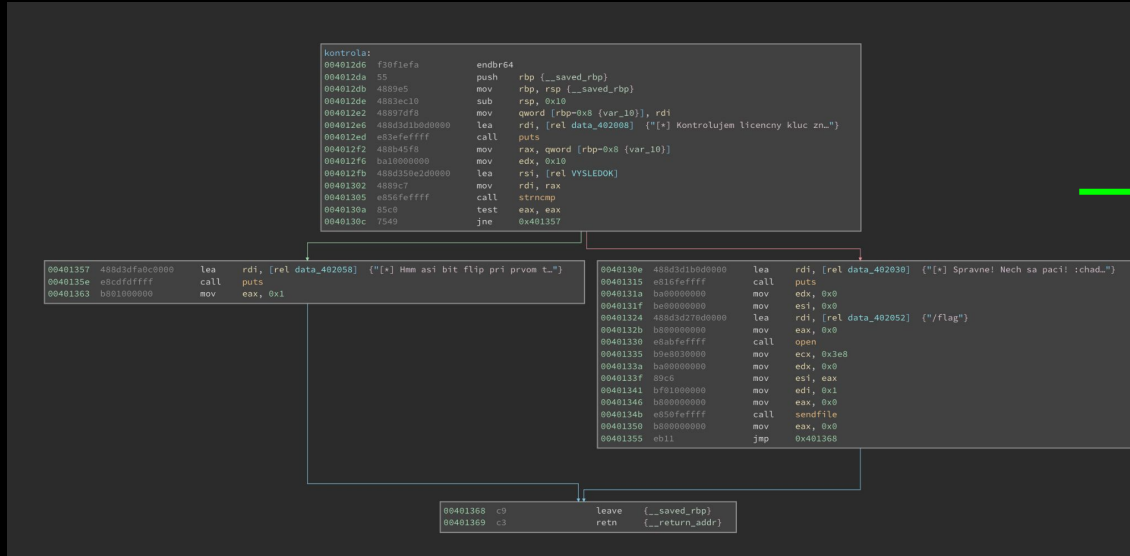 kontrola:
004012d6 f30f1efa endbr64
004012da 55 push rbp {__saved_rbp}
004012db 4889e5 mov rbp, rsp {__saved_rbp}
004012de 4883ec10 sub rsp, 0x10
004012e2 48897df8 mov qword [rbp-0x8 {var_10}], rdi
004012e6 488d3d1b0d0000 lea rdi, [rel data_402008] {"[*] Kontrolujem licencny kluc zn…"}
004012ed e83efeffff call puts
004012f2 488b45f8 mov rax, qword [rbp-0x8 {var_10}]
004012f6 ba10000000 mov edx, 0x10
004012fb 488d350e2d0000 lea rsi, [rel VYSLEDOK]
00401302 4889c7 mov rdi, rax
00401305 e856feffff call strncmp
0040130a 85c0 test eax, eax
0040130c 7549 jne 0x401357
00401357 488d3dfa0c0000 lea rdi, [rel data_402058] {"[+] Hmm asi bit flip pri prvom t…"}
0040135e e8cdfdffff call puts
00401363 b801000000 mov eax, 0x1
0040130e 488d3d1b0d0000 lea rdi, [rel data_402030] {"[+] Spravne! Nech sa paci! :chad…"}
00401315 e816feffff call puts
0040131a ba00000000 mov edx, 0x0
0040131f be00000000 mov esi, 0x0
00401324 488d3d270d0000 lea rdi, [rel data_402052] {"/flag"}
0040132b b800000000 mov eax, 0x0
00401330 e8abfeffff call open
00401335 b9e8030000 mov ecx, 0x3e8
0040133a ba00000000 mov edx, 0x0
0040133f 89c6 mov esi, eax
00401341 bf01000000 mov edi, 0x1
00401346 b800000000 mov eax, 0x0
0040134b e850feffff call sendfile
00401350 b800000000 mov eax, 0x0
00401355 eb11 jmp 0x401368
00401368 c9 leave {__saved_rbp}
00401369 c3 retn {__return_addr}